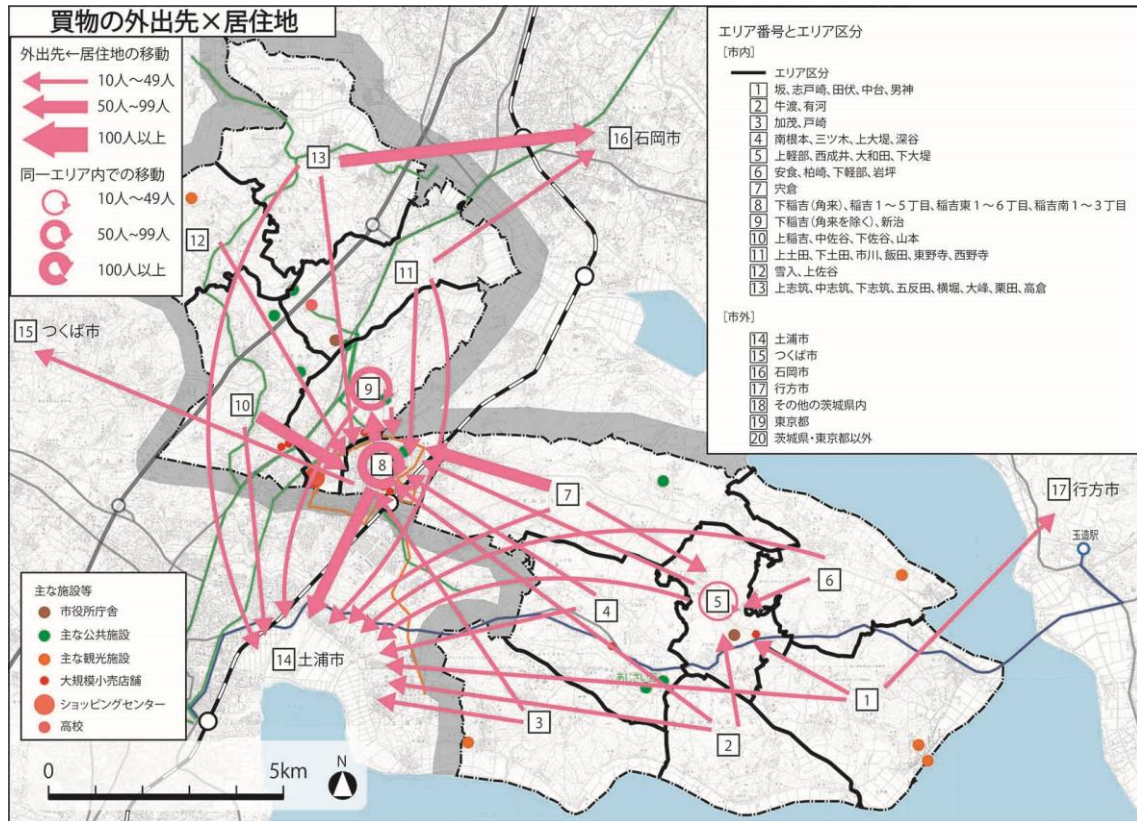 買物の外出先×居住地
外出先←居住地の移動
10人～49人
50人～99人
100人以上
同一エリア内での移動
10人～49人
50人～99人
100人以上
エリア番号とエリア区分
［市内］
エリア区分
1 坂、志戸崎、田伏、中台、男神
2 牛渡、有河
3 加茂、戸崎
4 南根本、三ツ木、上大堤、深谷
5 上軽部、西成井、大和田、下大堤
6 安食、柏崎、下軽部、岩坪
7 宍倉
8 下稲吉（角来）、稲吉１～５丁目、稲吉東１～６丁目、稲吉南１～３丁目
9 下稲吉（角来を除く）、新治
10 上稲吉、中佐谷、下佐谷、山本
11 上土田、下土田、市川、飯田、東野寺、西野寺
12 雪入、上佐谷
13 上志筑、中志筑、下志筑、五反田、横堀、大峰、粟田、高倉
［市外］
14 土浦市
15 つくば市
16 石岡市
17 行方市
18 その他の茨城県内
19 東京都
20 茨城県・東京都以外
16 石岡市
13
12
11
15 つくば市
9
10
8
7
17 行方市
玉造駅
6
5
4
14 土浦市
あじさい館
1
3
2
主な施設等
市役所庁舎
主な公共施設
主な観光施設
大規模小売店舗
ショッピングセンター
高校
0 5km
N